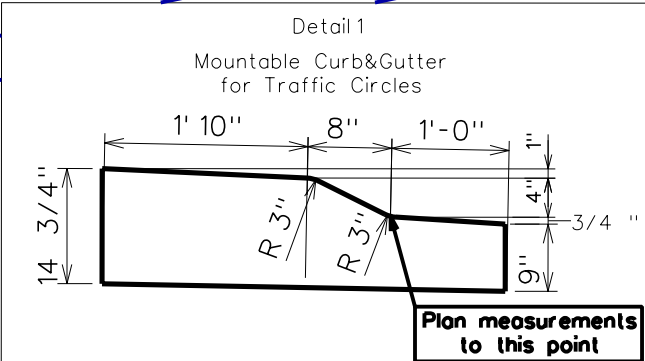 Detail 1
Mountable Curb&Gutter
for Traffic Circles
1' 10"
8"
1'-0"
1"
4"
3/4 "
9"
14 3/4"
R 3"
R 3"
Plan measurements
to this point